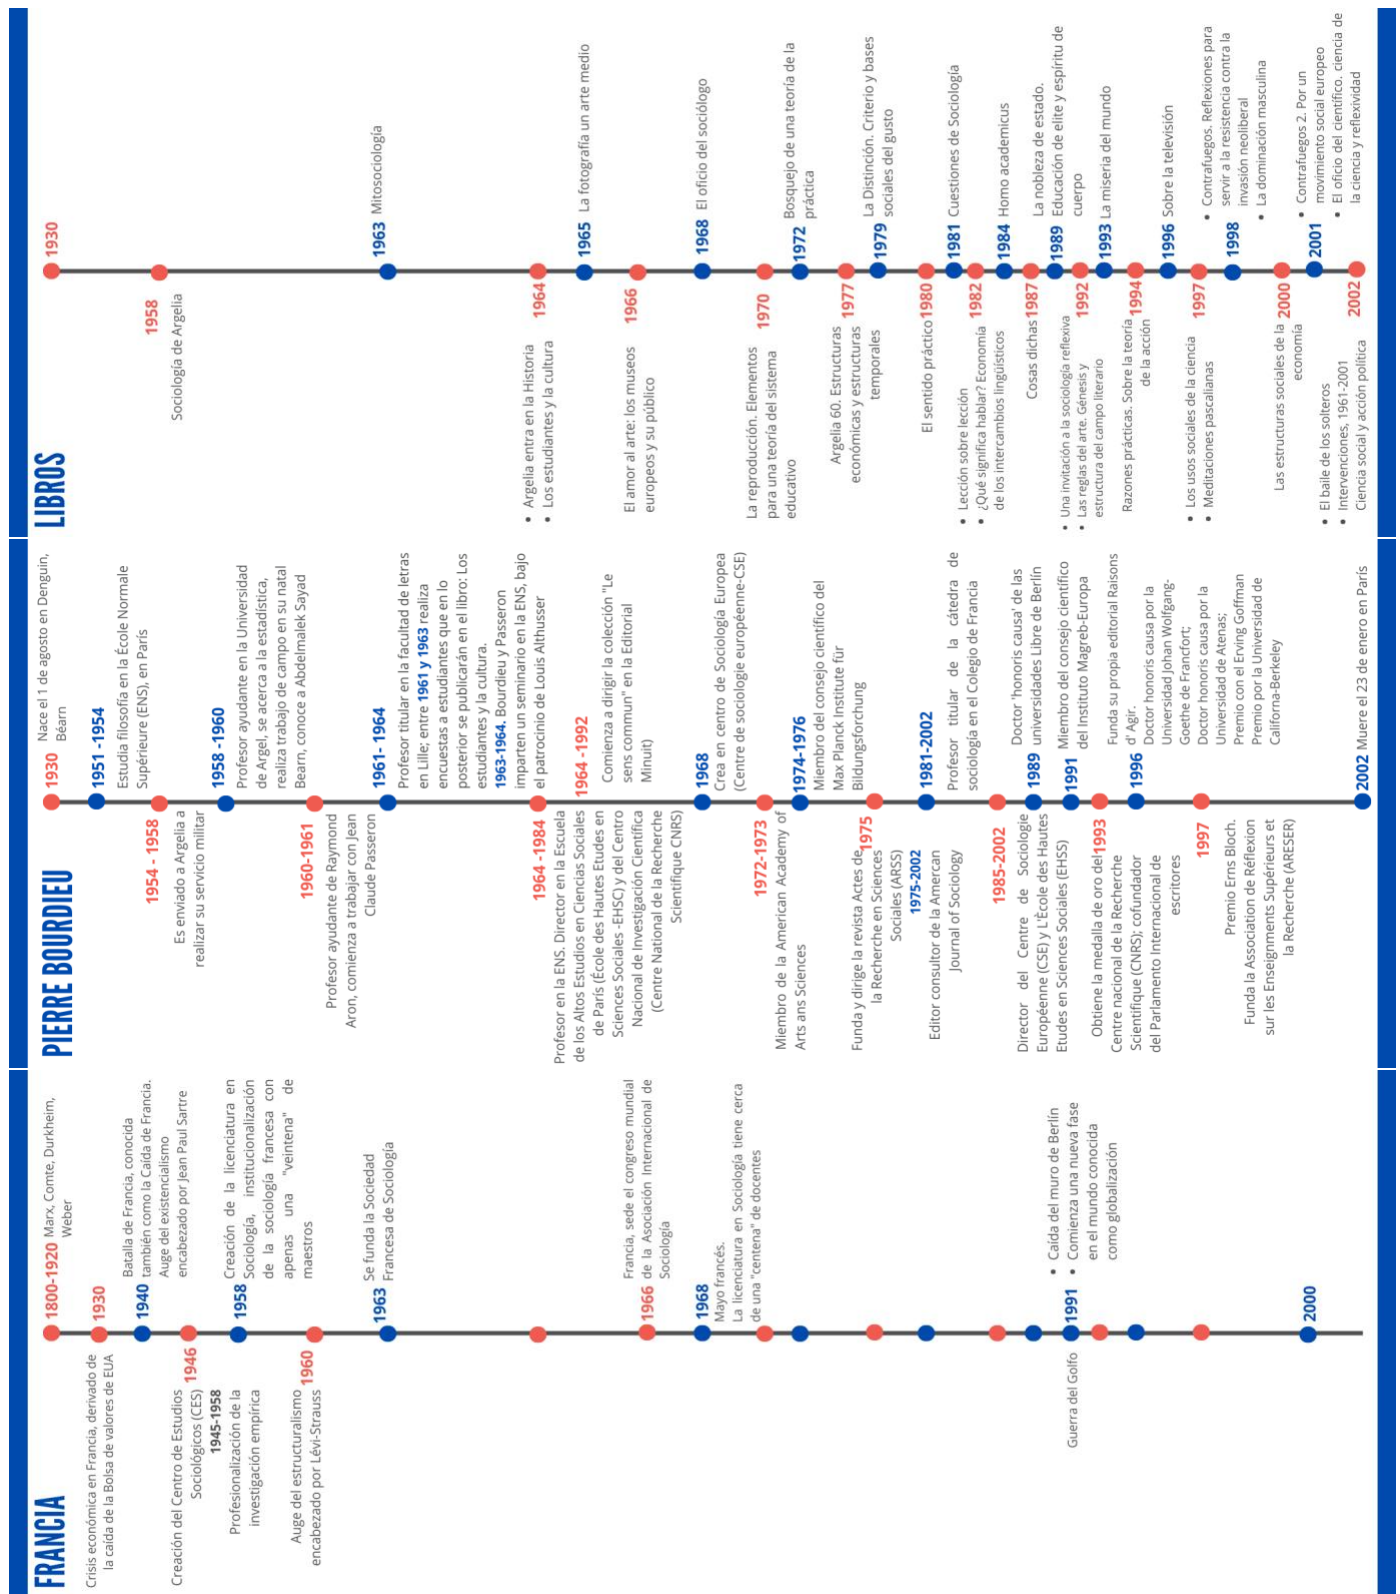 FRANCIA
1800-1920 Marx, Comte, Durkheim,
Weber
1930
Crisis económica en Francia, derivado de
la caída de la Bolsa de valores de EUA
1940
Batalla de Francia, conocida
también como la Caída de Francia.
Auge del existencialismo
encabezado por Jean Paul Sartre
1946
Creación del Centro de Estudios
Sociológicos (CES)
1945-1958
Profesionalización de la
investigación empírica
1958
Creación de la licenciatura en
Sociología, institucionalización
de la sociología francesa con
apenas una "veintena" de
maestros
1960
Auge del estructuralismo
encabezado por Lévi-Strauss
1963
Se funda la Sociedad
Francesa de Sociología
1966
Francia, sede el congreso mundial
de la Asociación Internacional de
Sociología
1968
Mayo francés.
La licenciatura en Sociología tiene cerca
de una "centena" de docentes
1991
• Caída del muro de Berlín
• Comienza una nueva fase
en el mundo conocida
como globalización
Guerra del Golfo
2000
PIERRE BOURDIEU
1930
Nace el 1 de agosto en Denguin,
Béarn
1951 -1954
Estudia filosofía en la École Normale
Supérieure (ENS), en París
1954 - 1958
Es enviado a Argelia a
realizar su servicio militar
1958 -1960
Profesor ayudante en la Universidad
de Argel, se acerca a la estadística,
realiza trabajo de campo en su natal
Bearn, conoce a Abdelmalek Sayad
1960-1961
Profesor ayudante de Raymond
Aron, comienza a trabajar con Jean
Claude Passeron
1961- 1964
Profesor titular en la facultad de letras
en Lille; entre 1961 y 1963 realiza
encuestas a estudiantes que en lo
posterior se publicarán en el libro: Los
estudiantes y la cultura.
1963-1964. Bourdieu y Passeron
imparten un seminario en la ENS, bajo
el patrocinio de Louis Althusser
1964 -1984
Profesor en la ENS. Director en la Escuela
de los Altos Estudios en Ciencias Sociales
de París (École des Hautes Etudes en
Sciences Sociales -EHSC) y del Centro
Nacional de Investigación Científica
(Centre National de la Recherche
Scientifique CNRS)
1964 -1992
Comienza a dirigir la colección "Le
sens commun" en la Editorial
Minuit)
1968
Crea en centro de Sociología Europea
(Centre de sociologie européenne-CSE)
1972-1973
Miembro de la American Academy of
Arts ans Sciences
1974-1976
Miembro del consejo científico del
Max Planck Institute für
Bildungsforchung
1975
Funda y dirige la revista Actes de
la Recherche en Sciences
Sociales (ARSS)
1975-2002
Editor consultor de la Amercan
Journal of Sociology
1981-2002
Profesor titular de la cátedra de
sociología en el Colegio de Francia
1985-2002
Director del Centre de Sociologie
Européenne (CSE) y L'École des Hautes
Etudes en Sciences Sociales (EHSS)
1989
Doctor 'honoris causa' de las
universidades Libre de Berlín
1991
Miembro del consejo científico
del Instituto Magreb-Europa
1993
Obtiene la medalla de oro del
Centre nacional de la Recherche
Scientifique (CNRS); cofundador
del Parlamento Internacional de
escritores
1996
Funda su propia editorial Raisons
d' Agir.
Doctor honoris causa por la
Universidad Johan Wolfgang-
Goethe de Francfort;
Doctor honoris causa por la
Universidad de Atenas;
Premio con el Erving Goffman
Premio por la Universidad de
Californa-Berkeley
1997
Premio Erns Bloch.
Funda la Association de Réflexion
sur les Enseignments Supérieurs et
la Recherche (ARESER)
2002 Muere el 23 de enero en París
LIBROS
1930
1958
Sociología de Argelia
1963 Mitosociología
1964
• Argelia entra en la Historia
• Los estudiantes y la cultura
1965 La fotografía un arte medio
1966
El amor al arte: los museos
europeos y su público
1968 El oficio del sociólogo
1970
La reproducción. Elementos
para una teoría del sistema
educativo
1972
Bosquejo de una teoría de la
práctica
1977
Argelia 60. Estructuras
económicas y estructuras
temporales
1979
La Distinción. Criterio y bases
sociales del gusto
1980
El sentido práctico
1981 Cuestiones de Sociología
1982
• Lección sobre lección
• ¿Qué significa hablar? Economía
de los intercambios lingüísticos
1984 Homo academicus
1987
Cosas dichas
1989
La nobleza de estado.
Educación de elite y espíritu de
cuerpo
1992
• Una invitación a la sociología reflexiva
• Las reglas del arte. Génesis y
estructura del campo literario
1993 La miseria del mundo
1994
Razones prácticas. Sobre la teoría
de la acción
1996 Sobre la televisión
1997
• Los usos sociales de la ciencia
• Meditaciones pascalianas
1998
• Contrafuegos. Reflexiones para
servir a la resistencia contra la
invasión neoliberal
• La dominación masculina
2000
Las estructuras sociales de la
economía
2001
• Contrafuegos 2. Por un
movimiento social europeo
• El oficio del científico. ciencia de
la ciencia y reflexividad
2002
• El baile de los solteros
• Intervenciones, 1961-2001
Ciencia social y acción política